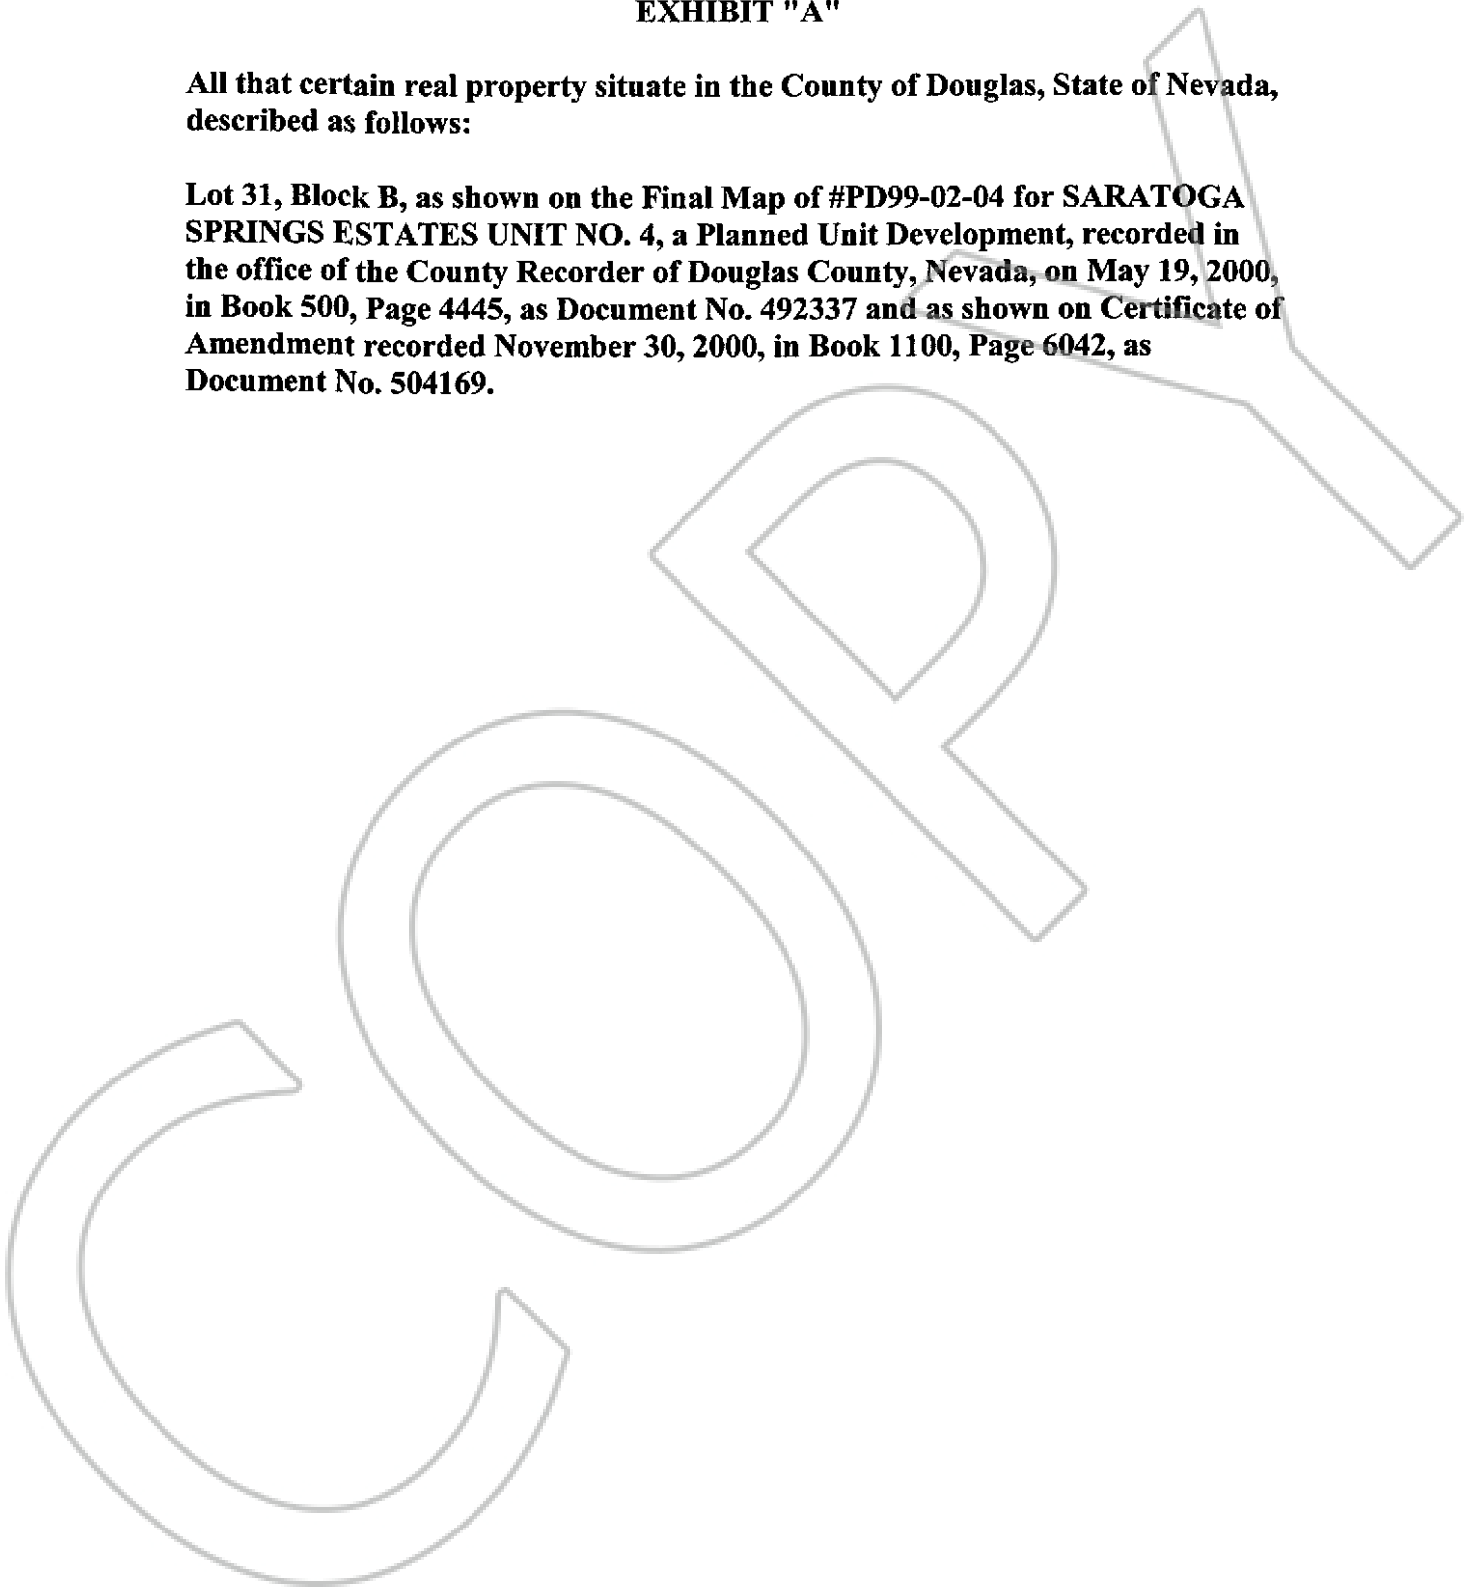 EXHIBIT "A"
All that certain real property situate in the County of Douglas, State of Nevada,
described as follows:
Lot 31, Block B, as shown on the Final Map of #PD99-02-04 for SARATOGA
SPRINGS ESTATES UNIT NO. 4, a Planned Unit Development, recorded in
the office of the County Recorder of Douglas County, Nevada, on May 19, 2000,
in Book 500, Page 4445, as Document No. 492337 and as shown on Certificate of
Amendment recorded November 30, 2000, in Book 1100, Page 6042, as
Document No. 504169.
COPY